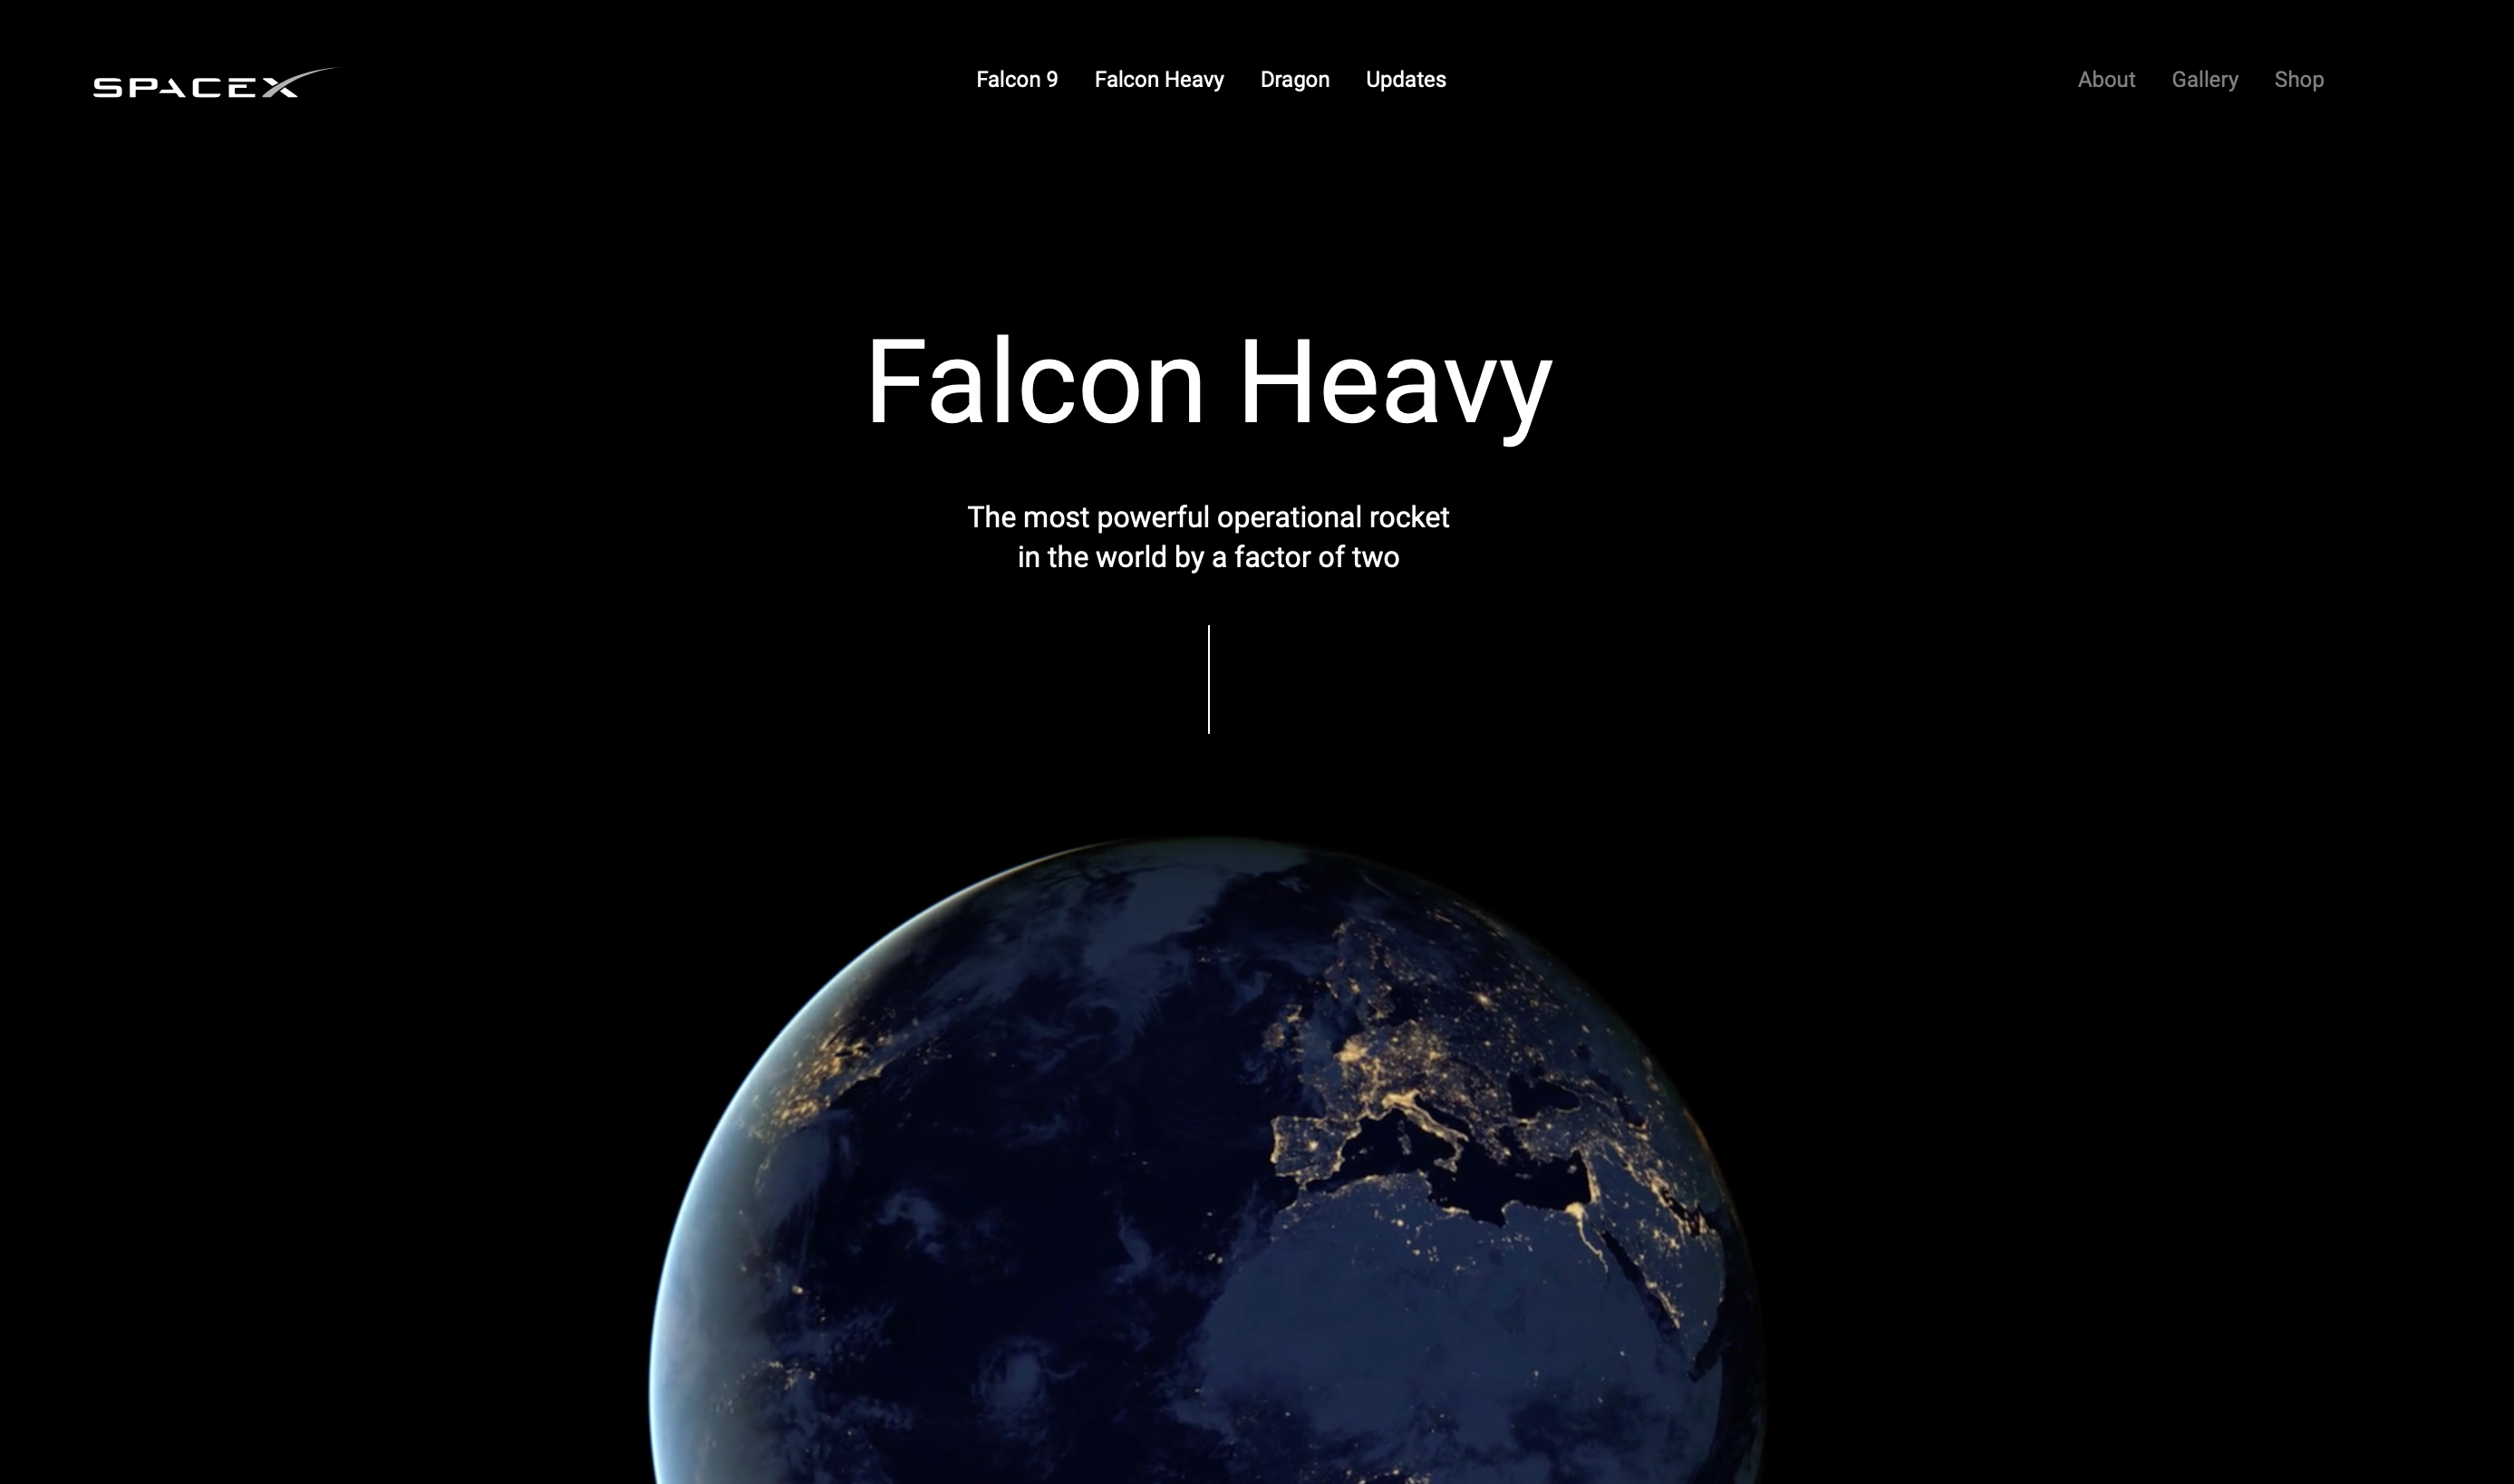 SPACEX
Falcon 9 Falcon Heavy Dragon Updates
About Gallery Shop
Falcon Heavy
The most powerful operational rocket
in the world by a factor of two